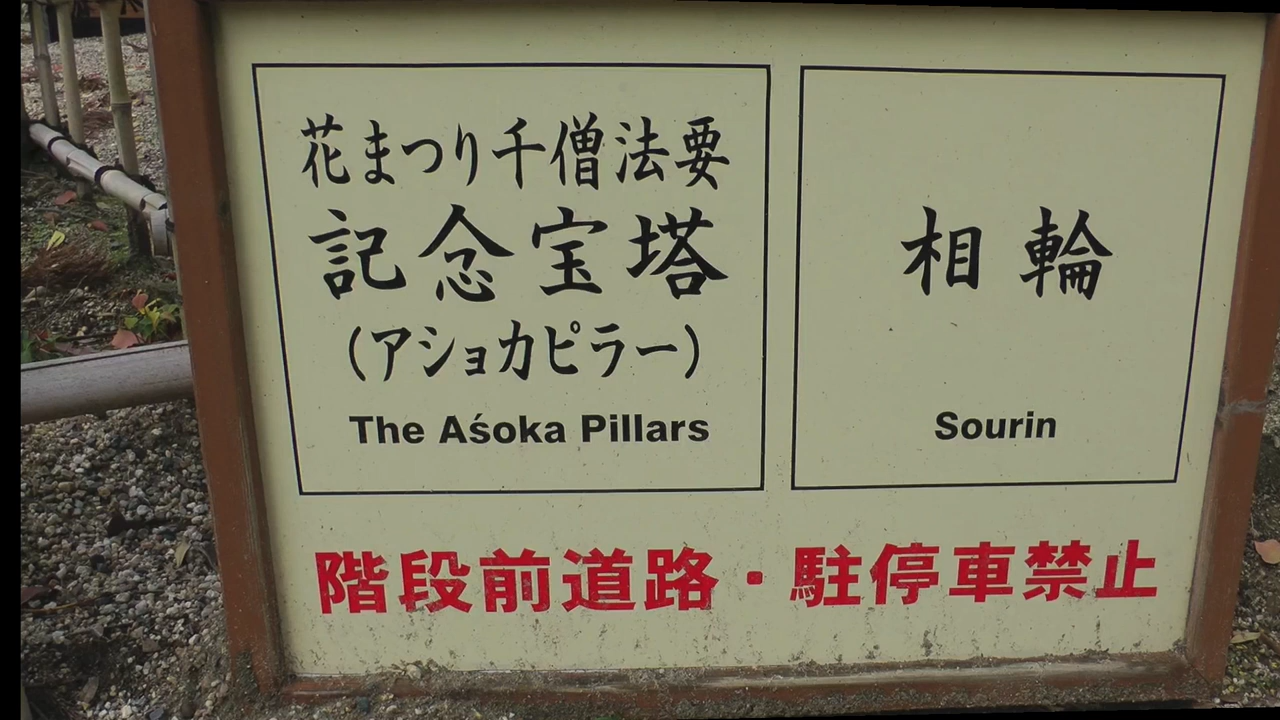 花まつり千僧法要
記念宝塔
(アショカピラー)
The Aśoka Pillars
相輪
Sourin
階段前道路・駐停車禁止